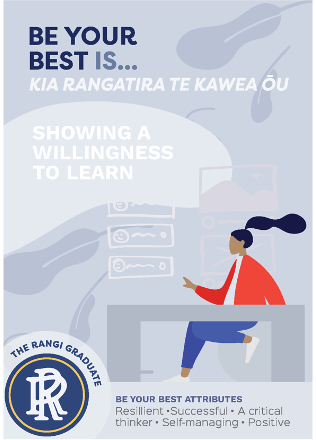 BE YOUR
BEST IS...
KIA RANGATIRA TE KAWEA ŌU
SHOWING A
WILLINGNESS
TO LEARN
THE RANGI GRADUATE
R
BE YOUR BEST ATTRIBUTES
Resillient •Successful • A critical
thinker • Self-managing • Positive